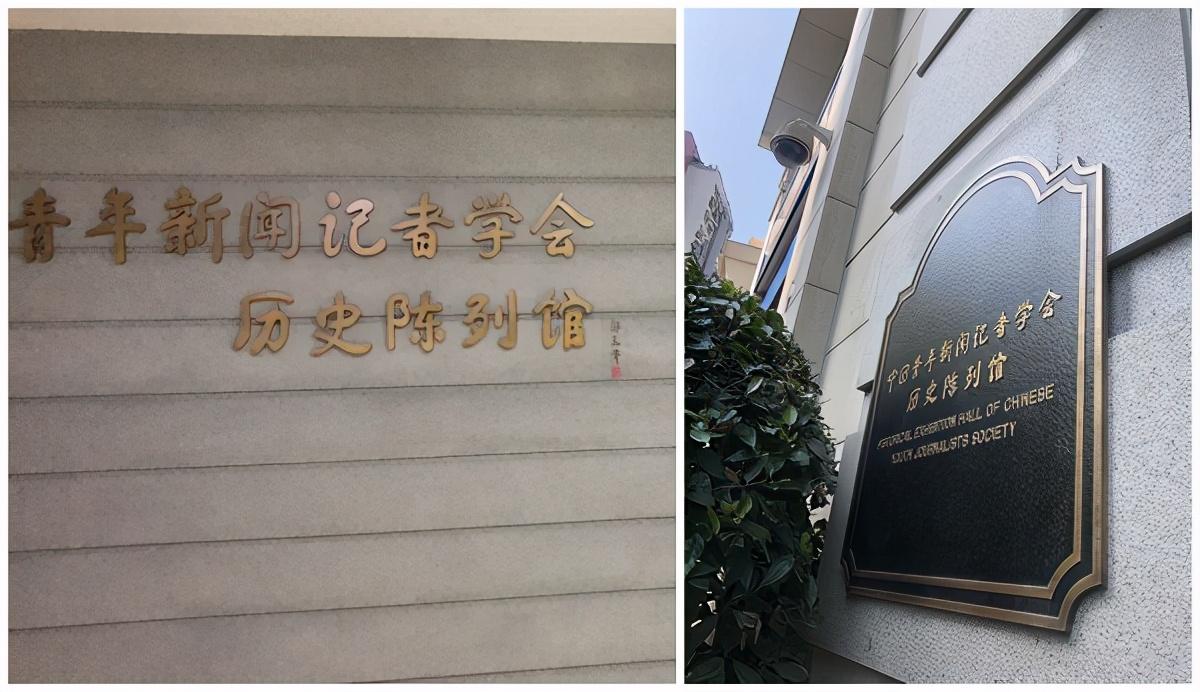 青年新闻记者学会
历史陈列馆
中国青年新闻记者学会
历史陈列馆
HISTORICAL EXHIBITION HALL OF CHINESE
YOUTH JOURNALISTS SOCIETY